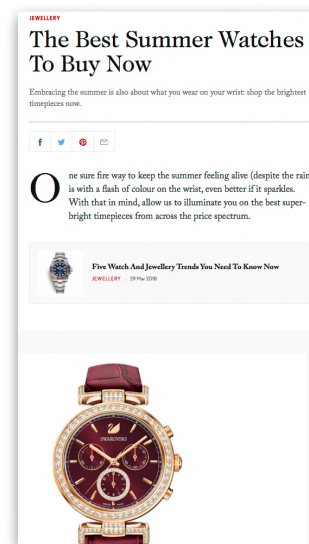 JEWELLERY
The Best Summer Watches
To Buy Now
Embracing the summer is also about what you wear on your wrist: shop the brightest
timepieces now.
One sure fire way to keep the summer feeling alive (despite the rain
is with a flash of colour on the wrist, even better if it sparkles.
With that in mind, allow us to illuminate you on the best super-
bright timepieces from across the price spectrum.
Five Watch And Jewellery Trends You Need To Know Now
JEWELLERY 29 Mar 2018
SWAROVSKI